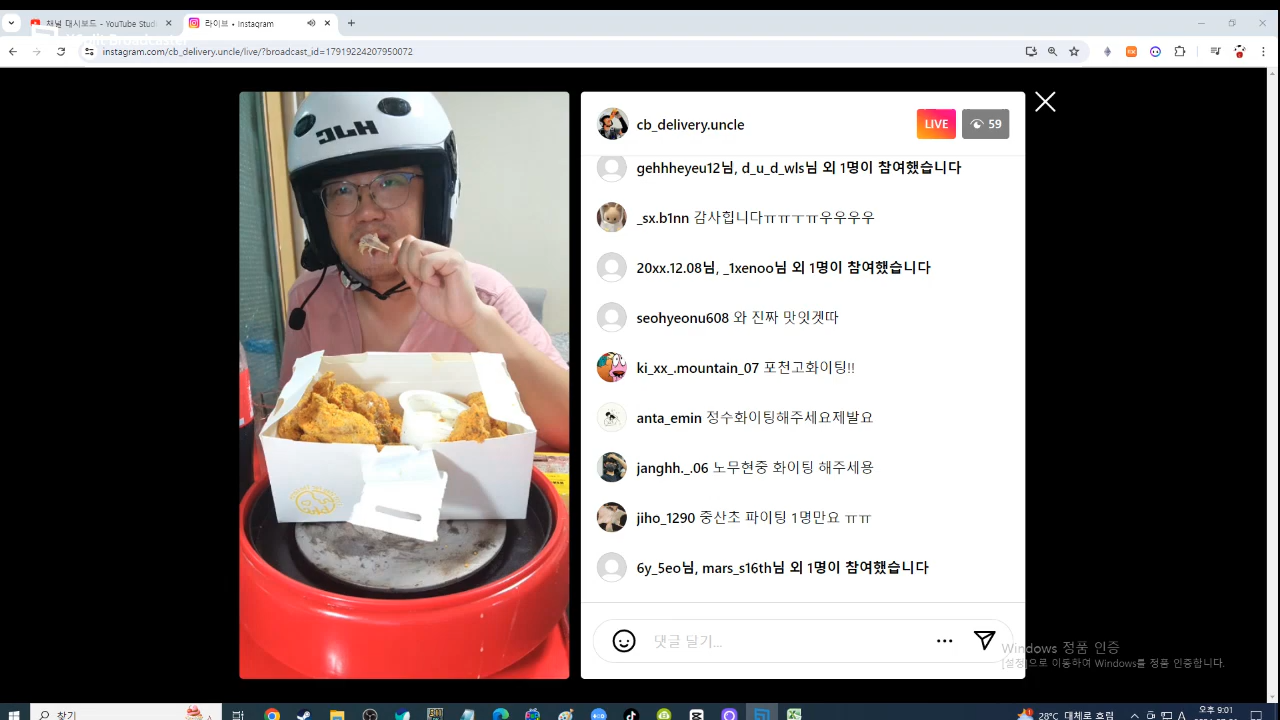 채널 대시보드 - YouTube Studi
라이브 • Instagram
XSplit Broadcaster
instagram.com/cb_delivery.uncle/live/?broadcast_id=17919224207950072
HJC
cb_delivery.uncle
LIVE
59
gehhheyeu12님, d_u_d_wls님 외 1명이 참여했습니다
_sx.b1nn 감사힙니다ㅠㅠㅜㅠ우우우우
20xx.12.08님, _1xenoo님 외 1명이 참여했습니다
seohyeonu608 와 진짜 맛잇겟따
ki_xx_.mountain_07 포천고화이팅!!
anta_emin 정수화이팅해주세요제발요
janghh._.06 노무현중 화이팅 해주세용
jiho_1290 중산초 파이팅 1명만요 ㅠㅠ
6y_5eo님, mars_s16th님 외 1명이 참여했습니다
댓글 달기...
Windows 정품 인증
[설정]으로 이동하여 Windows를 정품 인증합니다.
찾기
28°C 대체로 흐림
오후 9:01